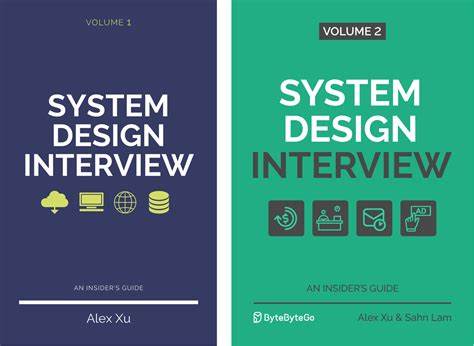 VOLUME 1
SYSTEM
DESIGN
INTERVIEW
AN INSIDER'S GUIDE
Alex Xu
VOLUME 2
SYSTEM
DESIGN
INTERVIEW
AD
AN INSIDER'S GUIDE
ByteByteGo
Alex Xu & Sahn Lam